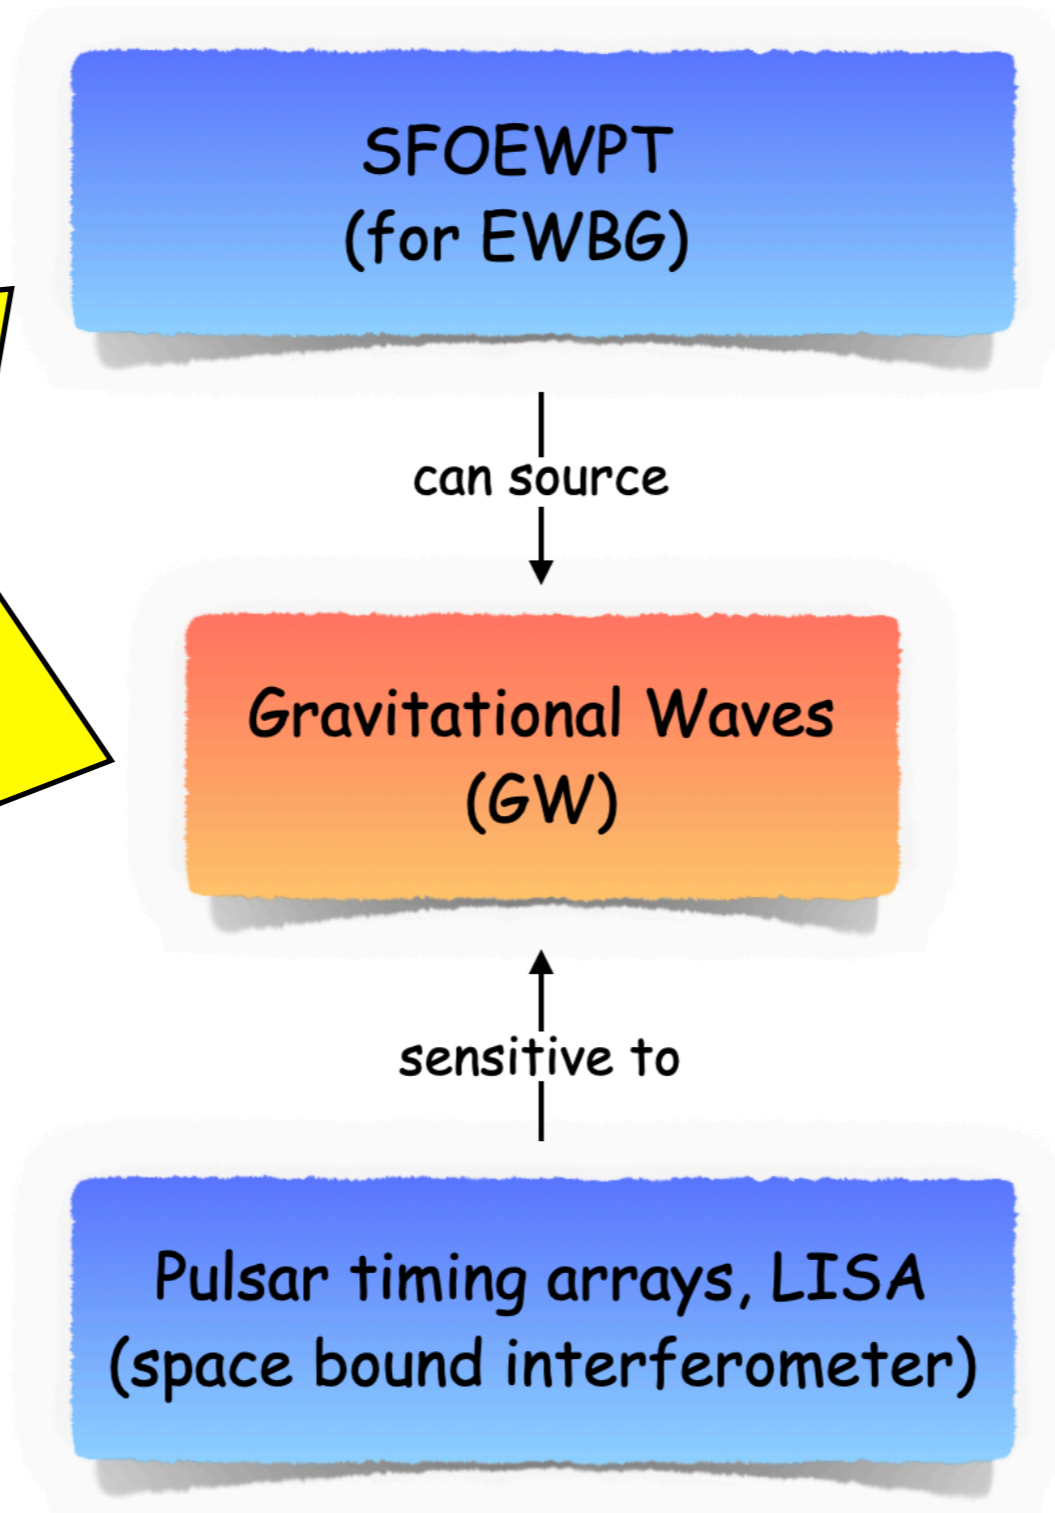 SFOEWPT
(for EWBG)
can source
Gravitational Waves
(GW)
sensitive to
Pulsar timing arrays, LISA
(space bound interferometer)